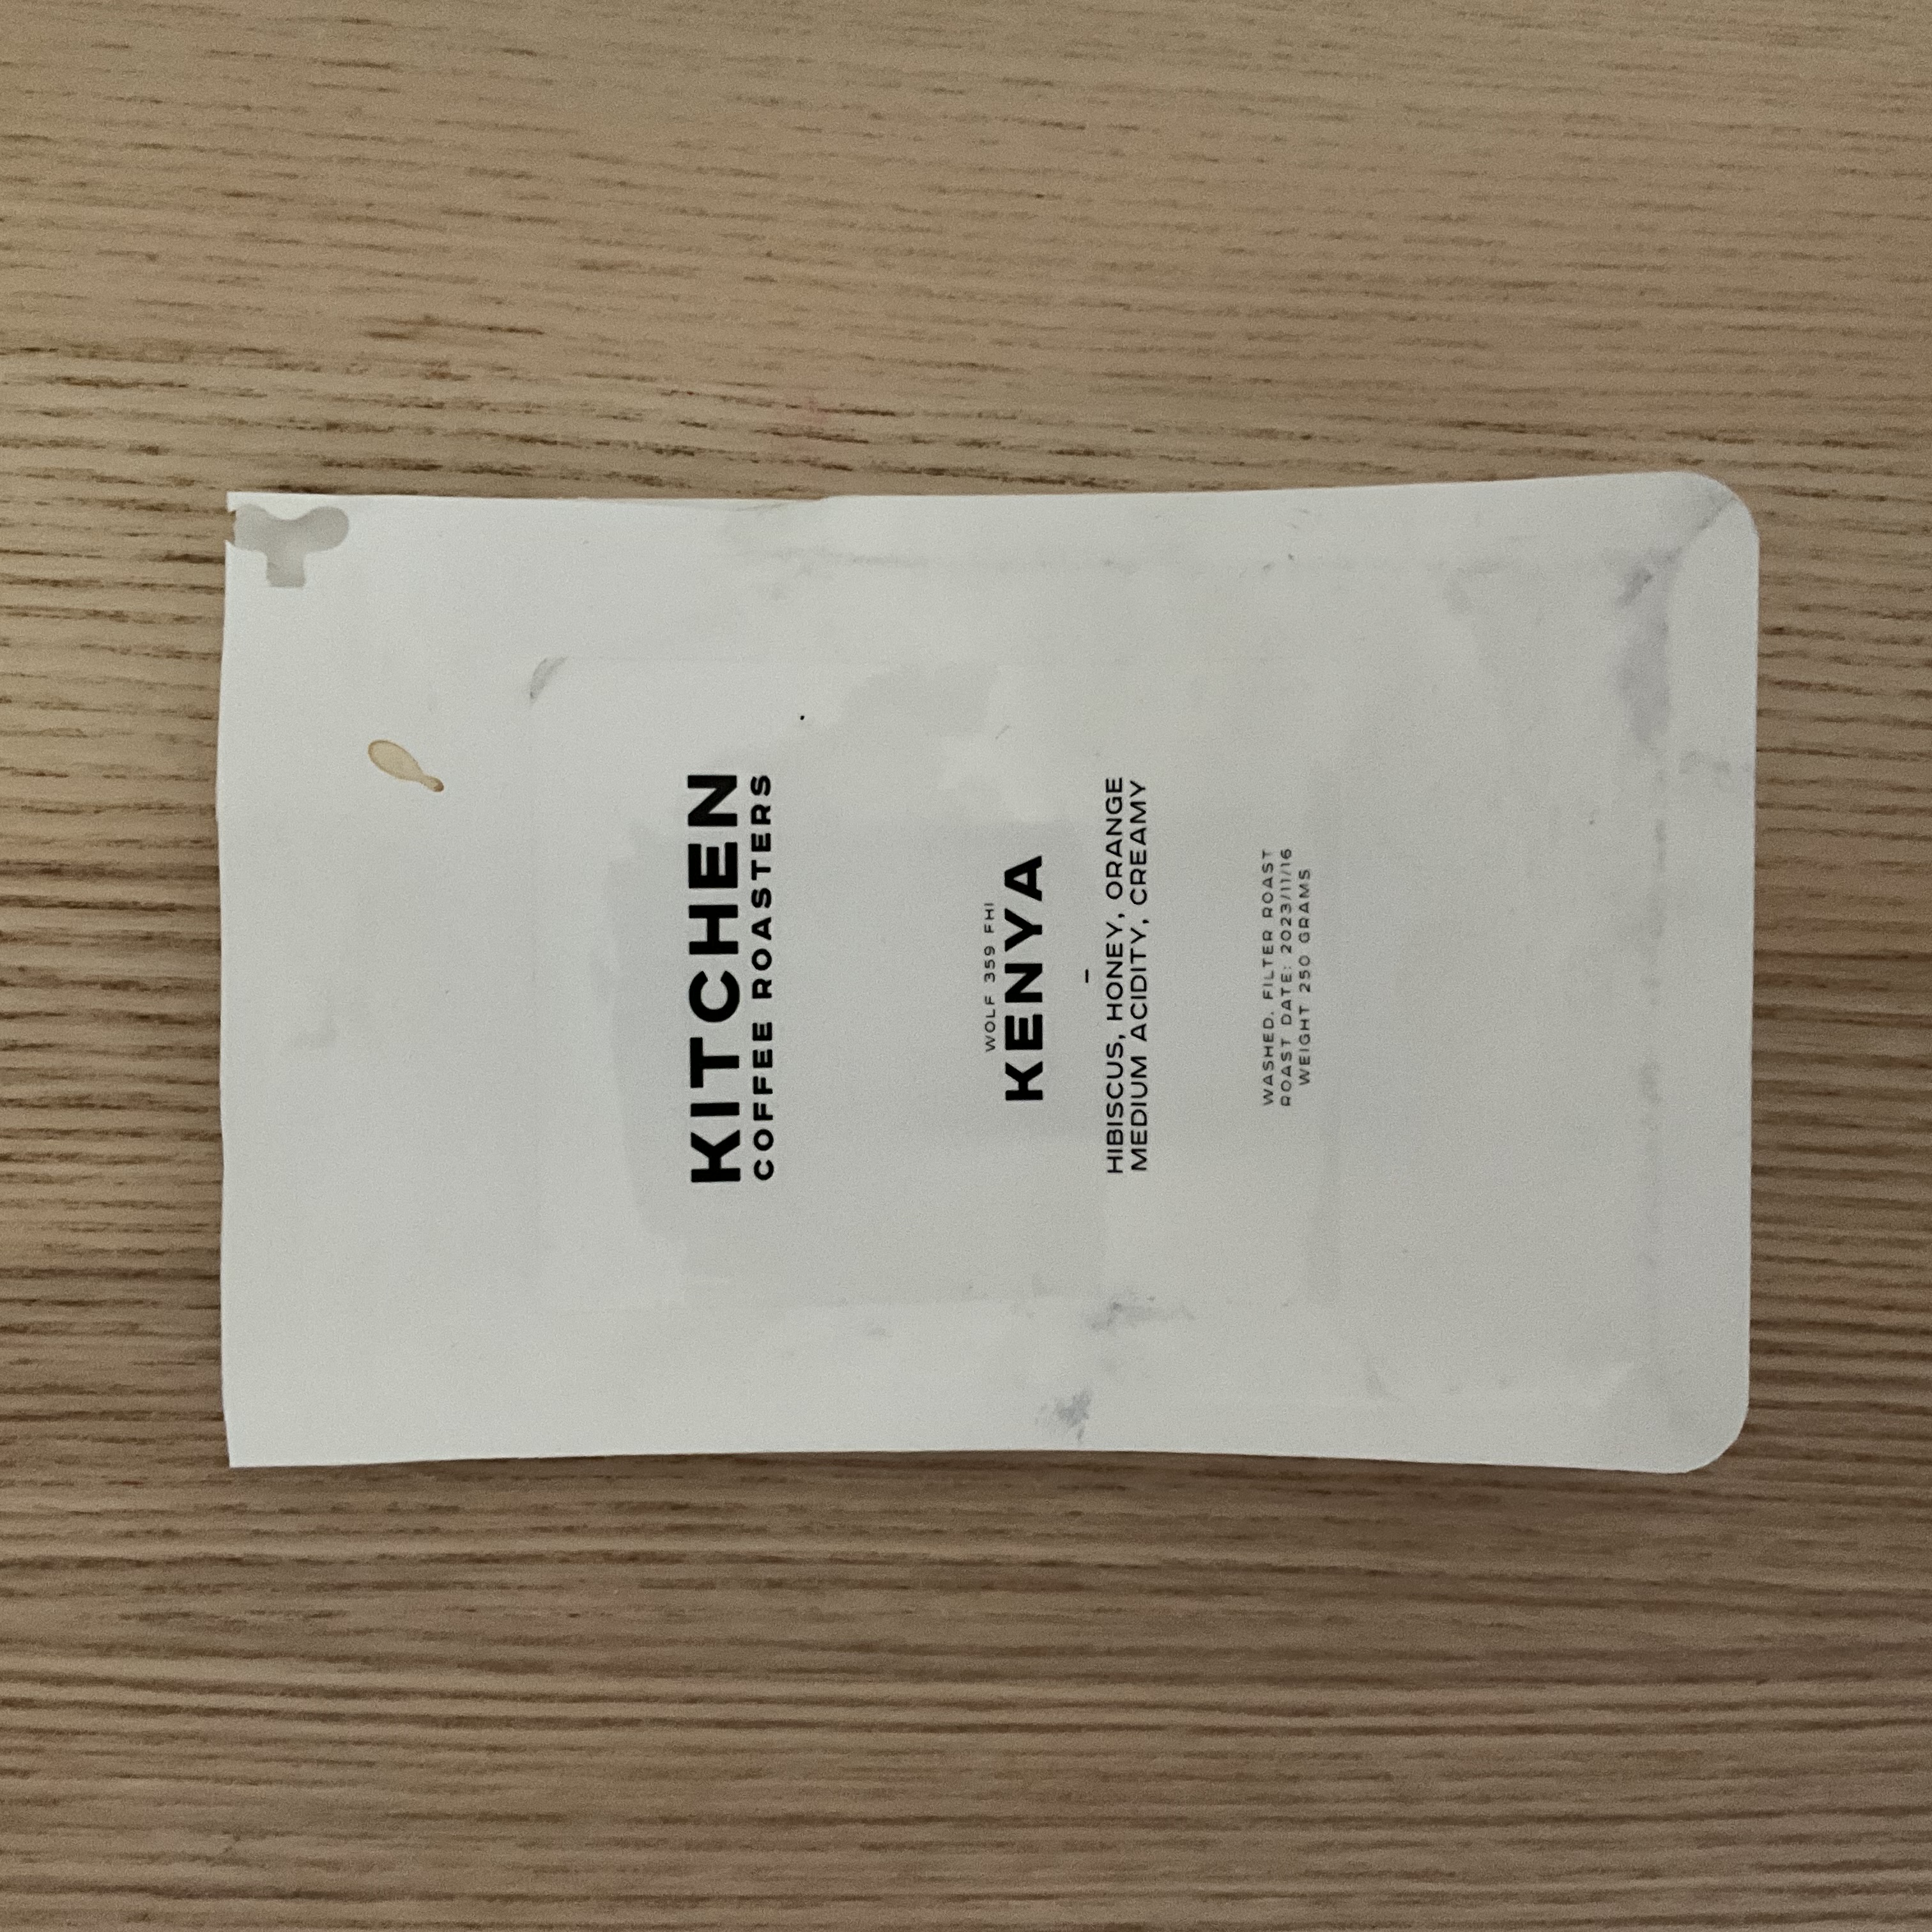 KITCHEN
COFFEE ROASTERS
WOLF 359 FHI
KENYA
–
HIBISCUS, HONEY, ORANGE
MEDIUM ACIDITY, CREAMY
WASHED. FILTER ROAST
ROAST DATE: 2023/11/16
WEIGHT 250 GRAMS